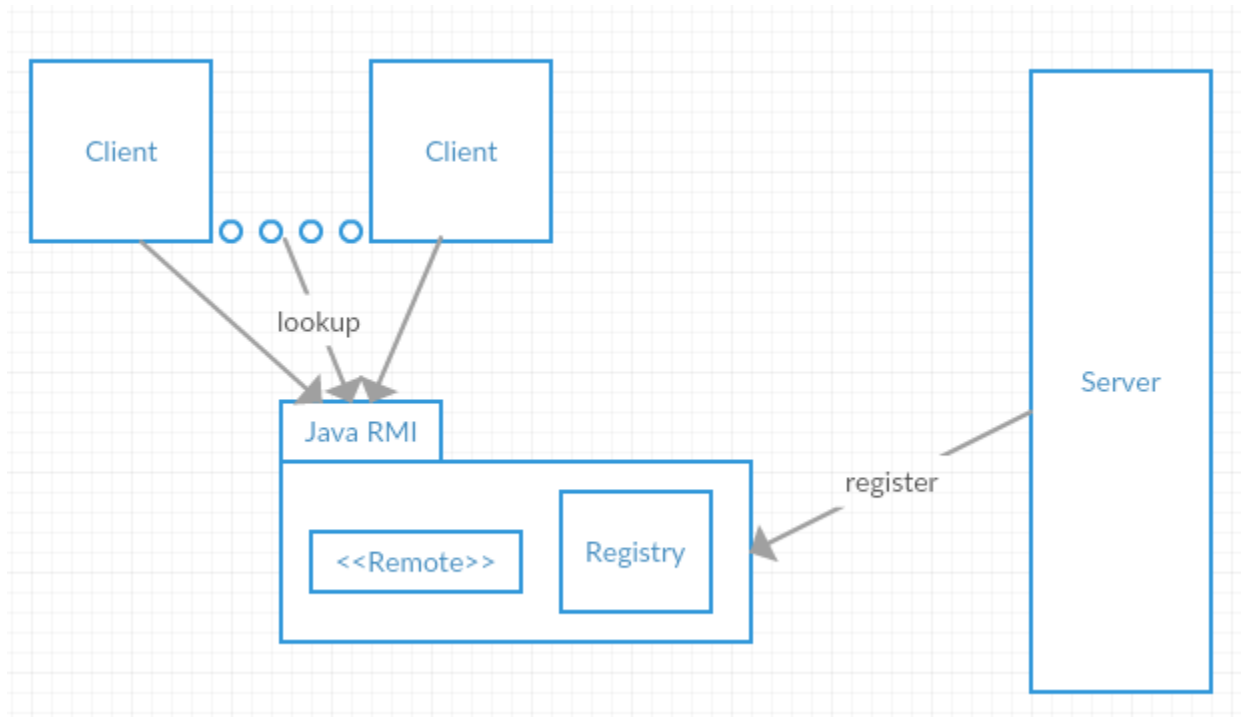 Client
Client
lookup
Java RMI
Server
register
<<Remote>>
Registry